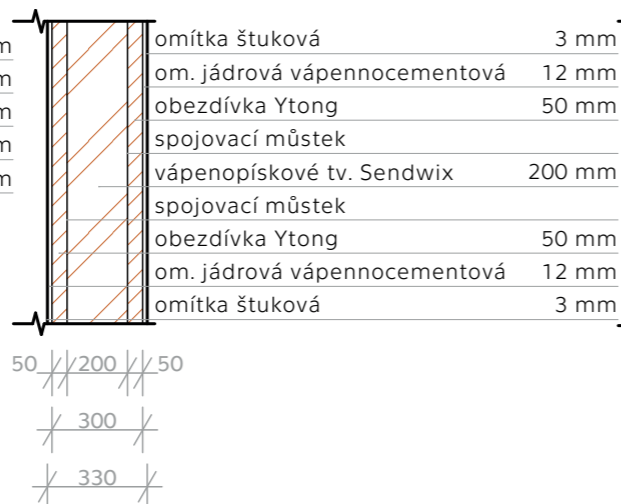 omítka štuková 3 mm
m om. jádrová vápennocementová 12 mm
m obezdívka Ytong 50 mm
m spojovací můstek
m vápenopískové tv. Sendwix 200 mm
m spojovací můstek
obezdívka Ytong 50 mm
om. jádrová vápennocementová 12 mm
omítka štuková 3 mm
50 200 50
300
330